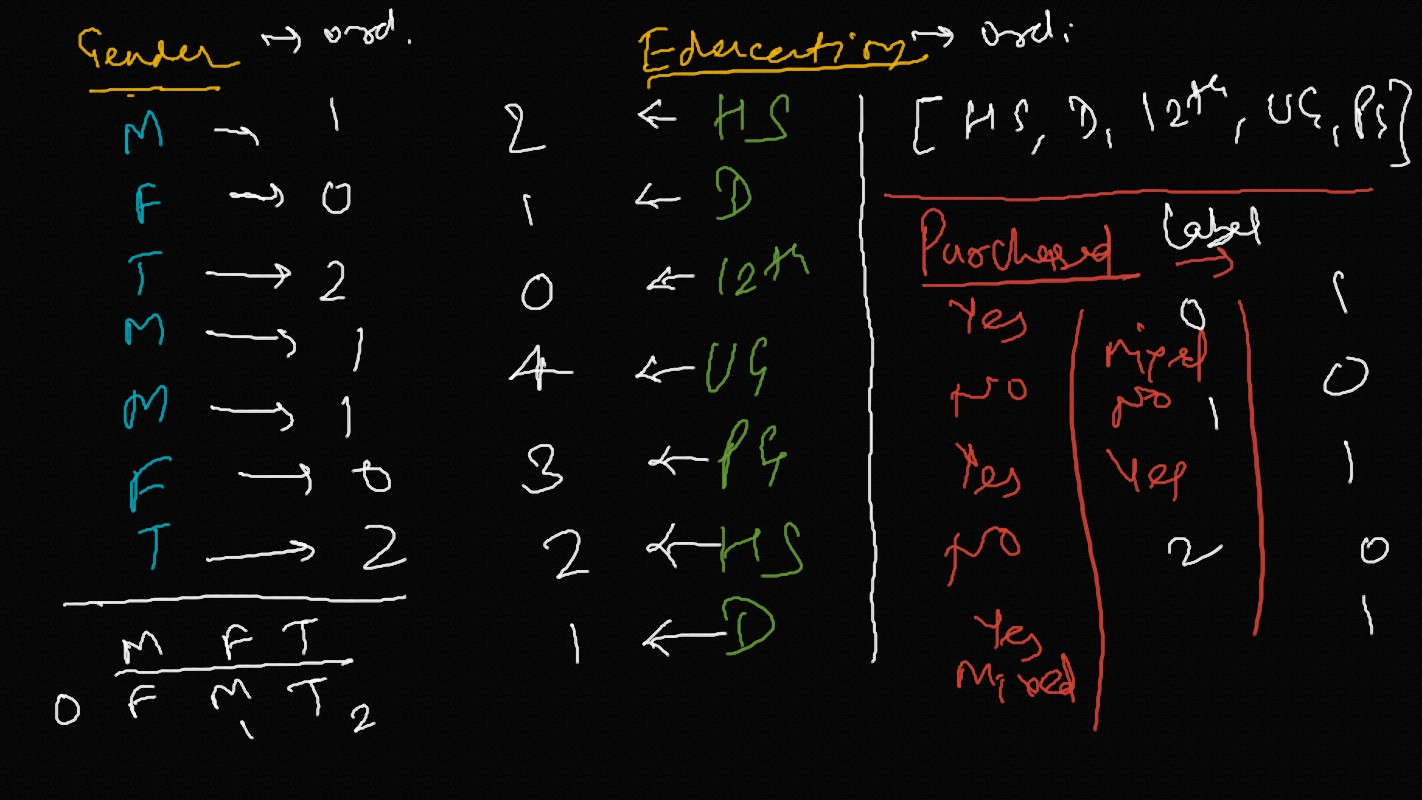 Gender → ord.
M → 1
F → 0
T → 2
M → 1
M → 1
F → 0
T → 2
M F T
0 F M 1 T 2
Education → ord:
2 ← HS
1 ← D
0 ← 12th
4 ← UG
3 ← PG
2 ← HS
1 ← D
[HS, D, 12th, UG, PG]
Purchased Label →
Yes 0 1
Mixed
NO NO 1 0
Yes Yes 1
NO 2 0
Yes 1
Mixed